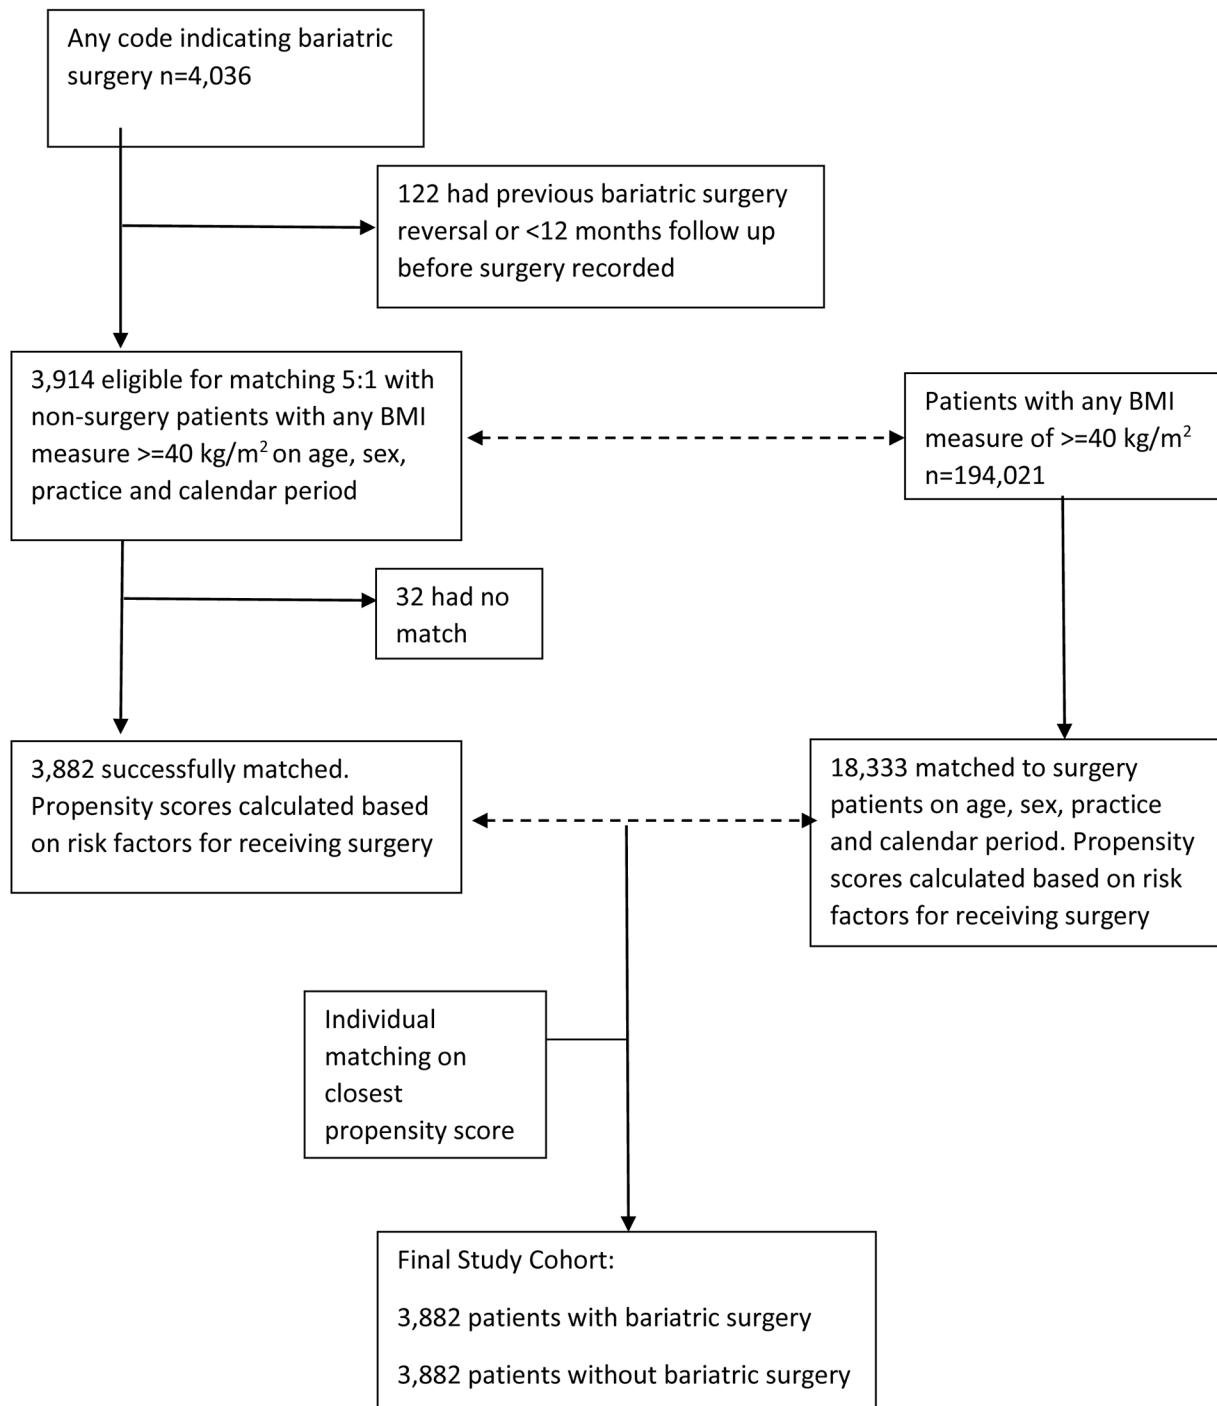 Any code indicating bariatric
surgery n=4,036
122 had previous bariatric surgery
reversal or <12 months follow up
before surgery recorded
3,914 eligible for matching 5:1 with
non-surgery patients with any BMI
measure >=40 kg/m² on age, sex,
practice and calendar period
Patients with any BMI
measure of >=40 kg/m²
n=194,021
32 had no
match
3,882 successfully matched.
Propensity scores calculated based
on risk factors for receiving surgery
18,333 matched to surgery
patients on age, sex, practice
and calendar period. Propensity
scores calculated based on risk
factors for receiving surgery
Individual
matching on
closest
propensity score
Final Study Cohort:
3,882 patients with bariatric surgery
3,882 patients without bariatric surgery